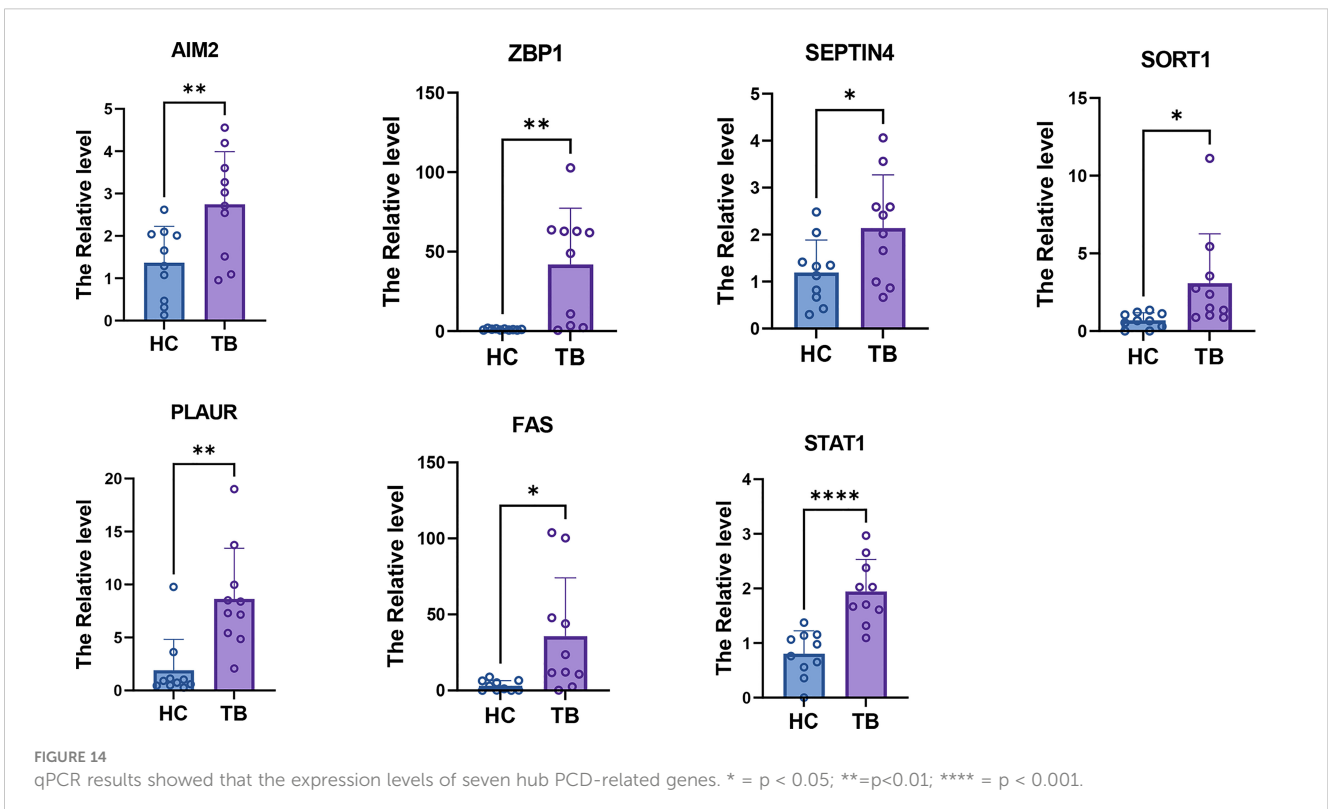 AIM2
**
The Relative level
5
4
3
2
1
0
HC TB
ZBP1
**
The Relative level
150
100
50
0
HC TB
SEPTIN4
*
The Relative level
5
4
3
2
1
0
HC TB
SORT1
*
The Relative level
15
10
5
0
HC TB
PLAUR
**
The Relative level
20
15
10
5
0
HC TB
FAS
*
The Relative level
150
100
50
0
HC TB
STAT1
****
The Relative level
4
3
2
1
0
HC TB
FIGURE 14
qPCR results showed that the expression levels of seven hub PCD-related genes. * = p < 0.05; **=p<0.01; **** = p < 0.001.